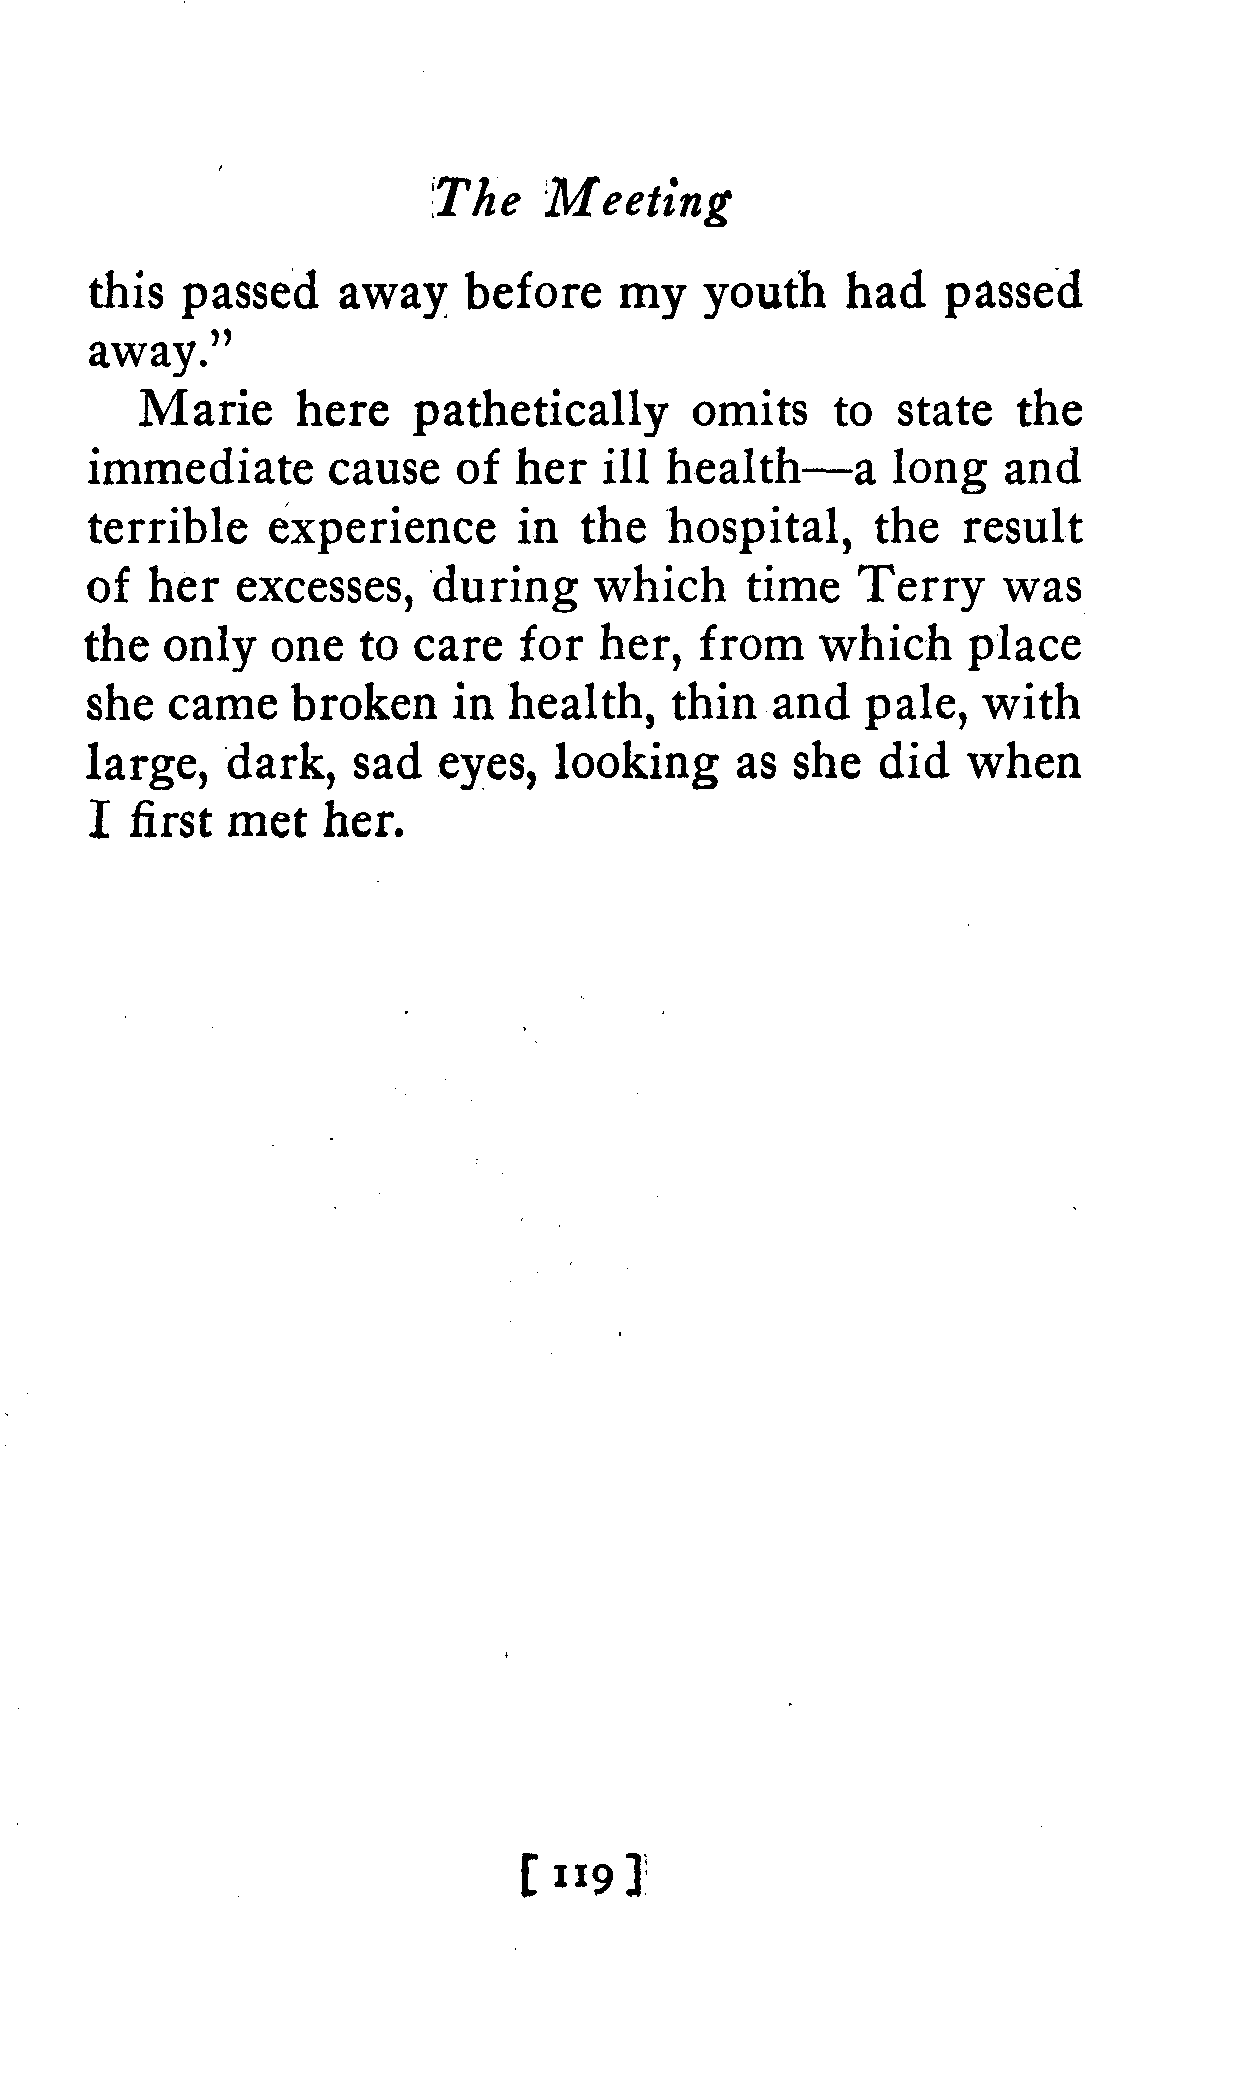 The Meeting
this passed away before my youth had passed
away."
Marie here pathetically omits to state the
immediate cause of her ill health—a long and
terrible experience in the hospital, the result
of her excesses, during which time Terry was
the only one to care for her, from which place
she came broken in health, thin and pale, with
large, dark, sad eyes, looking as she did when
I first met her.
[ 119 ]